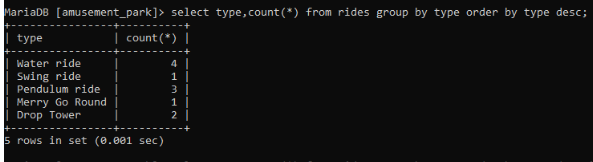 MariaDB [amusement_park]> select type,count(*) from rides group by type order by type desc;
+----------------+----------+
| type           | count(*) |
+----------------+----------+
| Water ride     |        4 |
| Swing ride     |        1 |
| Pendulum ride  |        3 |
| Merry Go Round |        1 |
| Drop Tower     |        2 |
+----------------+----------+
5 rows in set (0.001 sec)